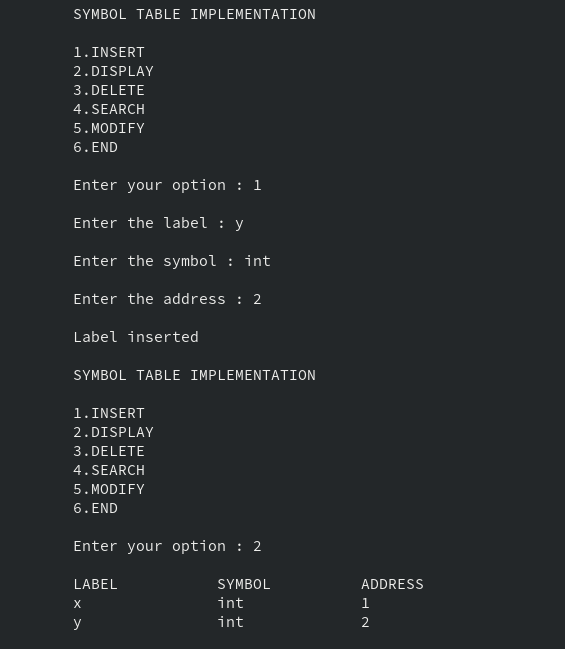 SYMBOL TABLE IMPLEMENTATION
1.INSERT
2.DISPLAY
3.DELETE
4.SEARCH
5.MODIFY
6.END
Enter your option : 1
Enter the label : y
Enter the symbol : int
Enter the address : 2
Label inserted
SYMBOL TABLE IMPLEMENTATION
1.INSERT
2.DISPLAY
3.DELETE
4.SEARCH
5.MODIFY
6.END
Enter your option : 2
LABEL SYMBOL ADDRESS
x int 1
y int 2